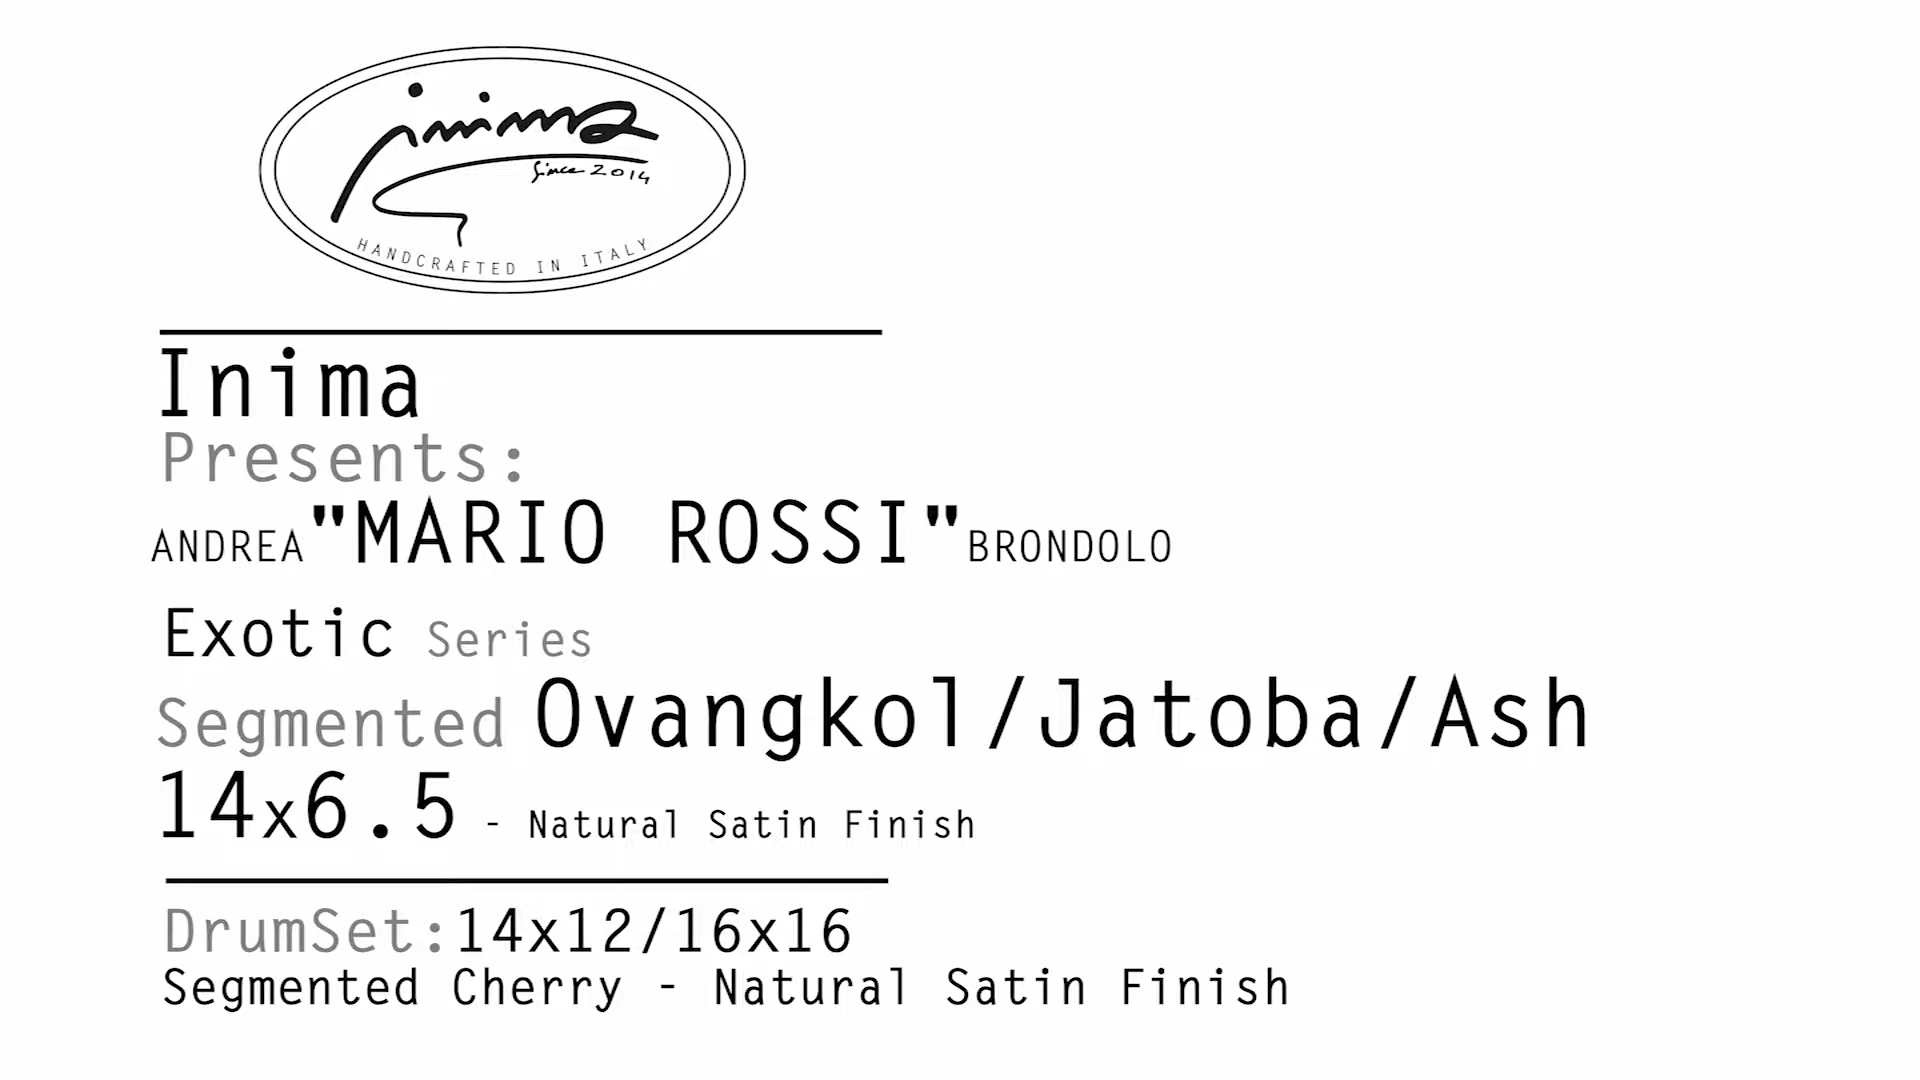 inima
Since 2014
HANDCRAFTED IN ITALY
Inima
Presents:
ANDREA "MARIO ROSSI" BRONDOLO
Exotic Series
Segmented Ovangkol/Jatoba/Ash
14x6.5 - Natural Satin Finish
DrumSet:14x12/16x16
Segmented Cherry - Natural Satin Finish